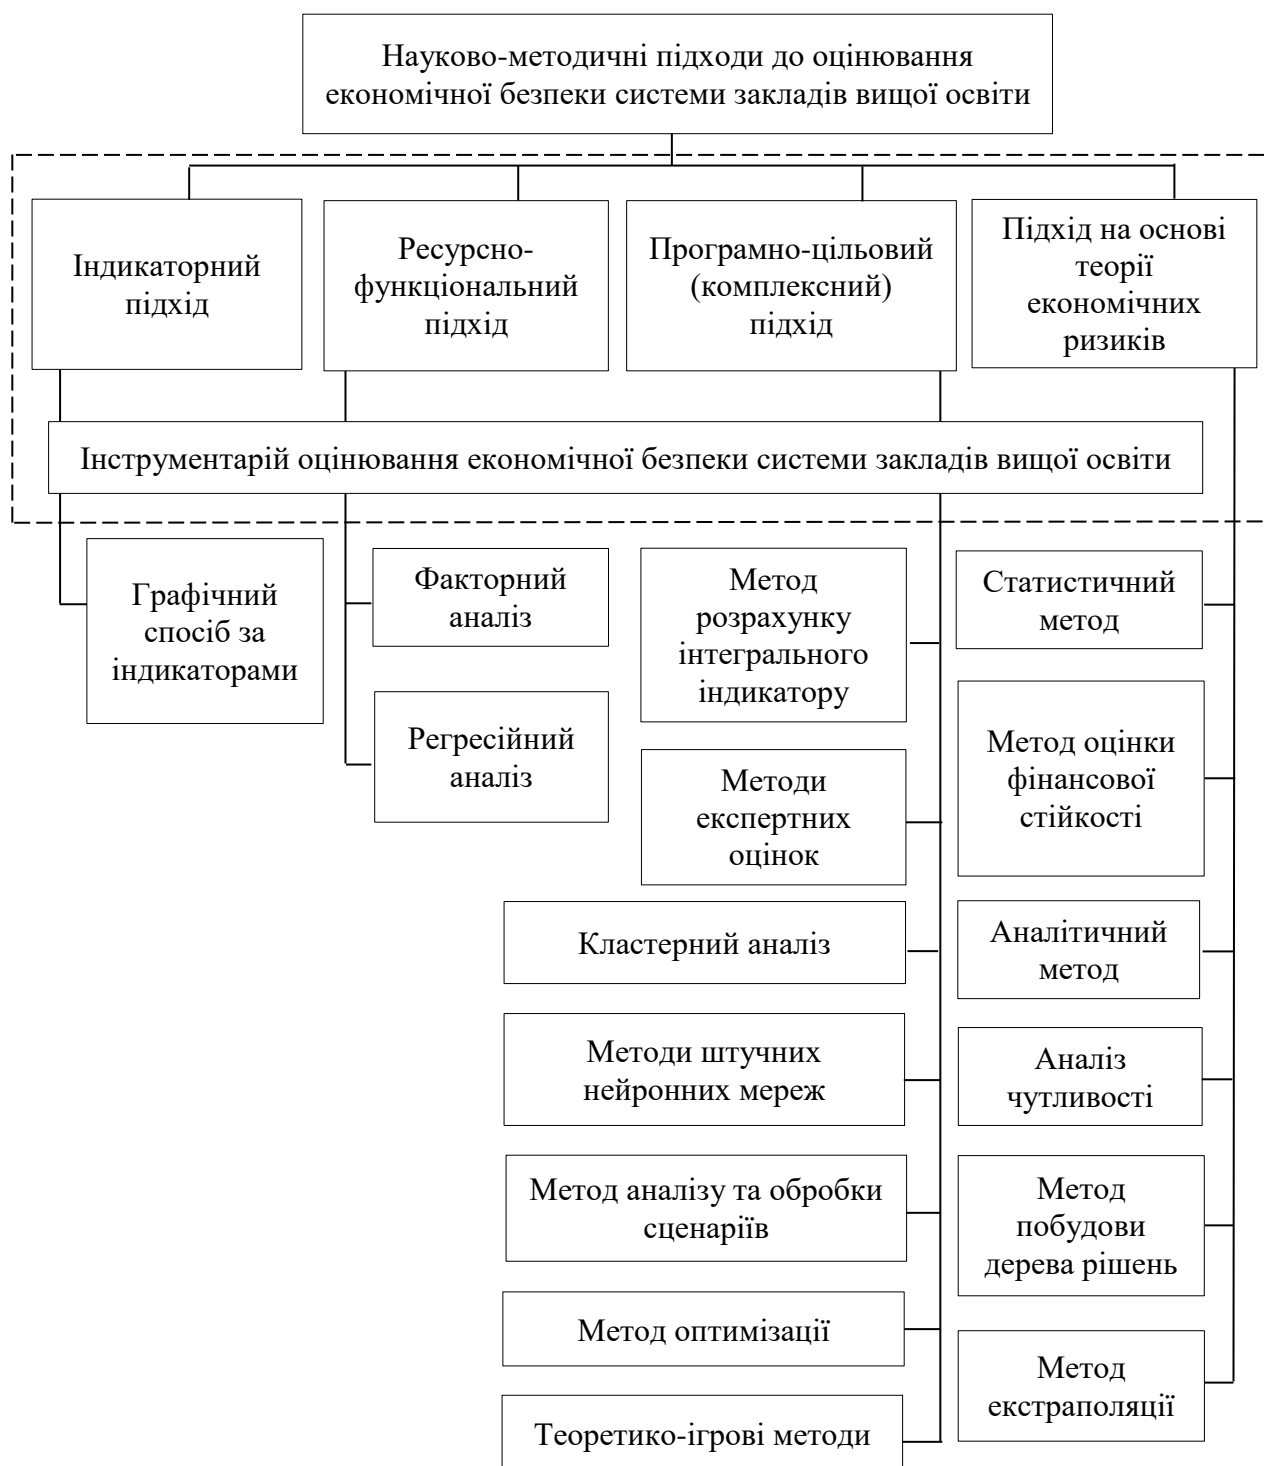 Науково-методичні підходи до оцінювання
економічної безпеки системи закладів вищої освіти
Індикаторний
підхід
Ресурсно-
функціональний
підхід
Програмно-цільовий
(комплексний)
підхід
Підхід на основі
теорії
економічних
ризиків
Інструментарій оцінювання економічної безпеки системи закладів вищої освіти
Графічний
спосіб за
індикаторами
Факторний
аналіз
Регресійний
аналіз
Метод
розрахунку
інтегрального
індикатору
Методи
експертних
оцінок
Кластерний аналіз
Методи штучних
нейронних мереж
Метод аналізу та обробки
сценаріїв
Метод оптимізації
Теоретико-ігрові методи
Статистичний
метод
Метод оцінки
фінансової
стійкості
Аналітичний
метод
Аналіз
чутливості
Метод
побудови
дерева рішень
Метод
екстраполяції